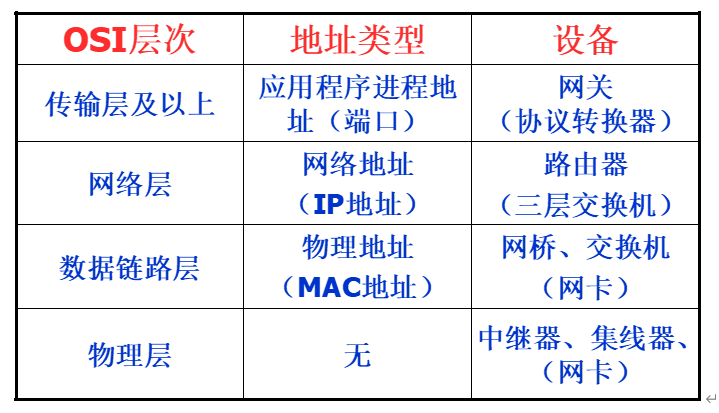 OSI层次 地址类型 设备
传输层及以上 应用程序进程地 网关
址（端口） （协议转换器）
网络层 网络地址 路由器
（IP地址） （三层交换机）
数据链路层 物理地址 网桥、交换机
（MAC地址） （网卡）
物理层 无 中继器、集线器、
（网卡）